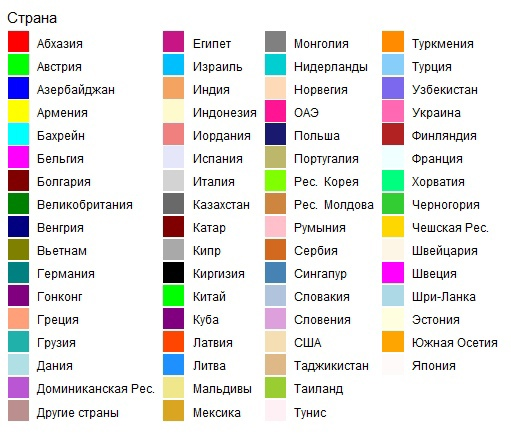 Страна
Абхазия
Австрия
Азербайджан
Армения
Бахрейн
Бельгия
Болгария
Великобритания
Венгрия
Вьетнам
Германия
Гонконг
Греция
Грузия
Дания
Доминиканская Рес.
Другие страны
Египет
Израиль
Индия
Индонезия
Иордания
Испания
Италия
Казахстан
Катар
Кипр
Киргизия
Китай
Куба
Латвия
Литва
Мальдивы
Мексика
Монголия
Нидерланды
Норвегия
ОАЭ
Польша
Португалия
Рес. Корея
Рес. Молдова
Румыния
Сербия
Сингапур
Словакия
Словения
США
Таджикистан
Таиланд
Тунис
Туркмения
Турция
Узбекистан
Украина
Финляндия
Франция
Хорватия
Черногория
Чешская Рес.
Швейцария
Швеция
Шри-Ланка
Эстония
Южная Осетия
Япония